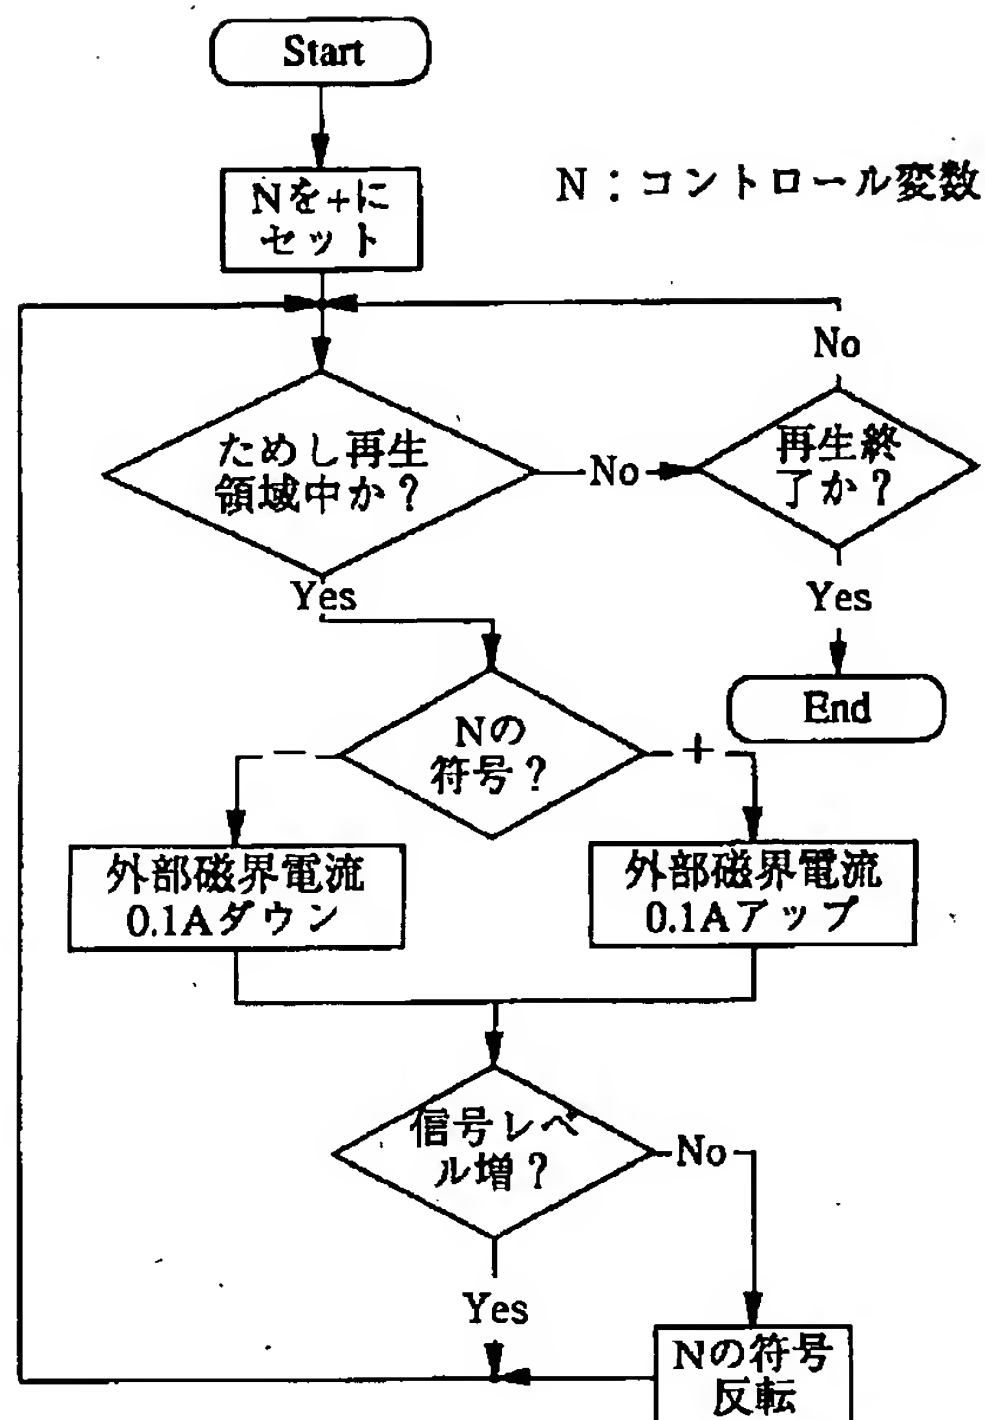 Start
Nを+に
セット
N:コントロール変数
No
ためし再生
領域中か?
No
再生終
了か?
Yes
Yes
End
Nの
符号?
−
+
外部磁界電流
0.1Aダウン
外部磁界電流
0.1Aアップ
信号レベ
ル増?
No
Yes
Nの符号
反転